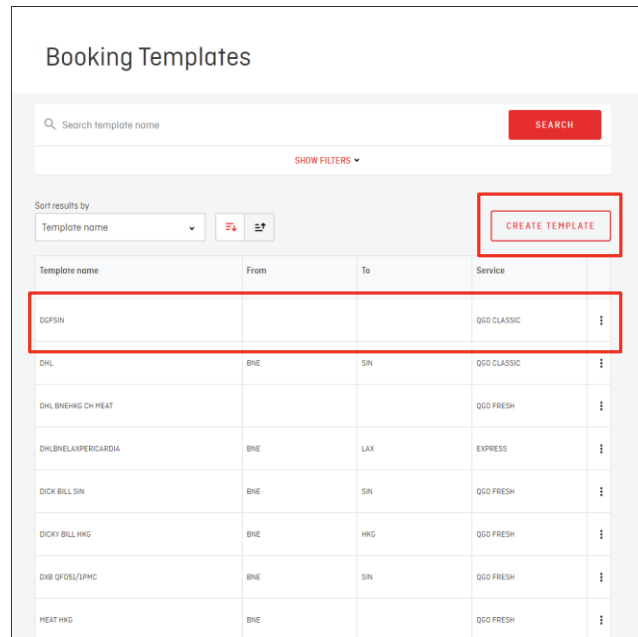 Booking Templates
Search template name
SEARCH
SHOW FILTERS
Sort results by
Template name
CREATE TEMPLATE
Template name From To Service
DGFSIN QGO CLASSIC
DHL BNE SIN QGO CLASSIC
DHL BNEHKG CH MEAT QGO FRESH
DHLBNELAXPERICARDIA BNE LAX EXPRESS
DICK BILL SIN BNE SIN QGO FRESH
DICKY BILL HKG BNE HKG QGO FRESH
DXB QF051/1PMC BNE SIN QGO FRESH
MEAT HKG BNE QGO FRESH